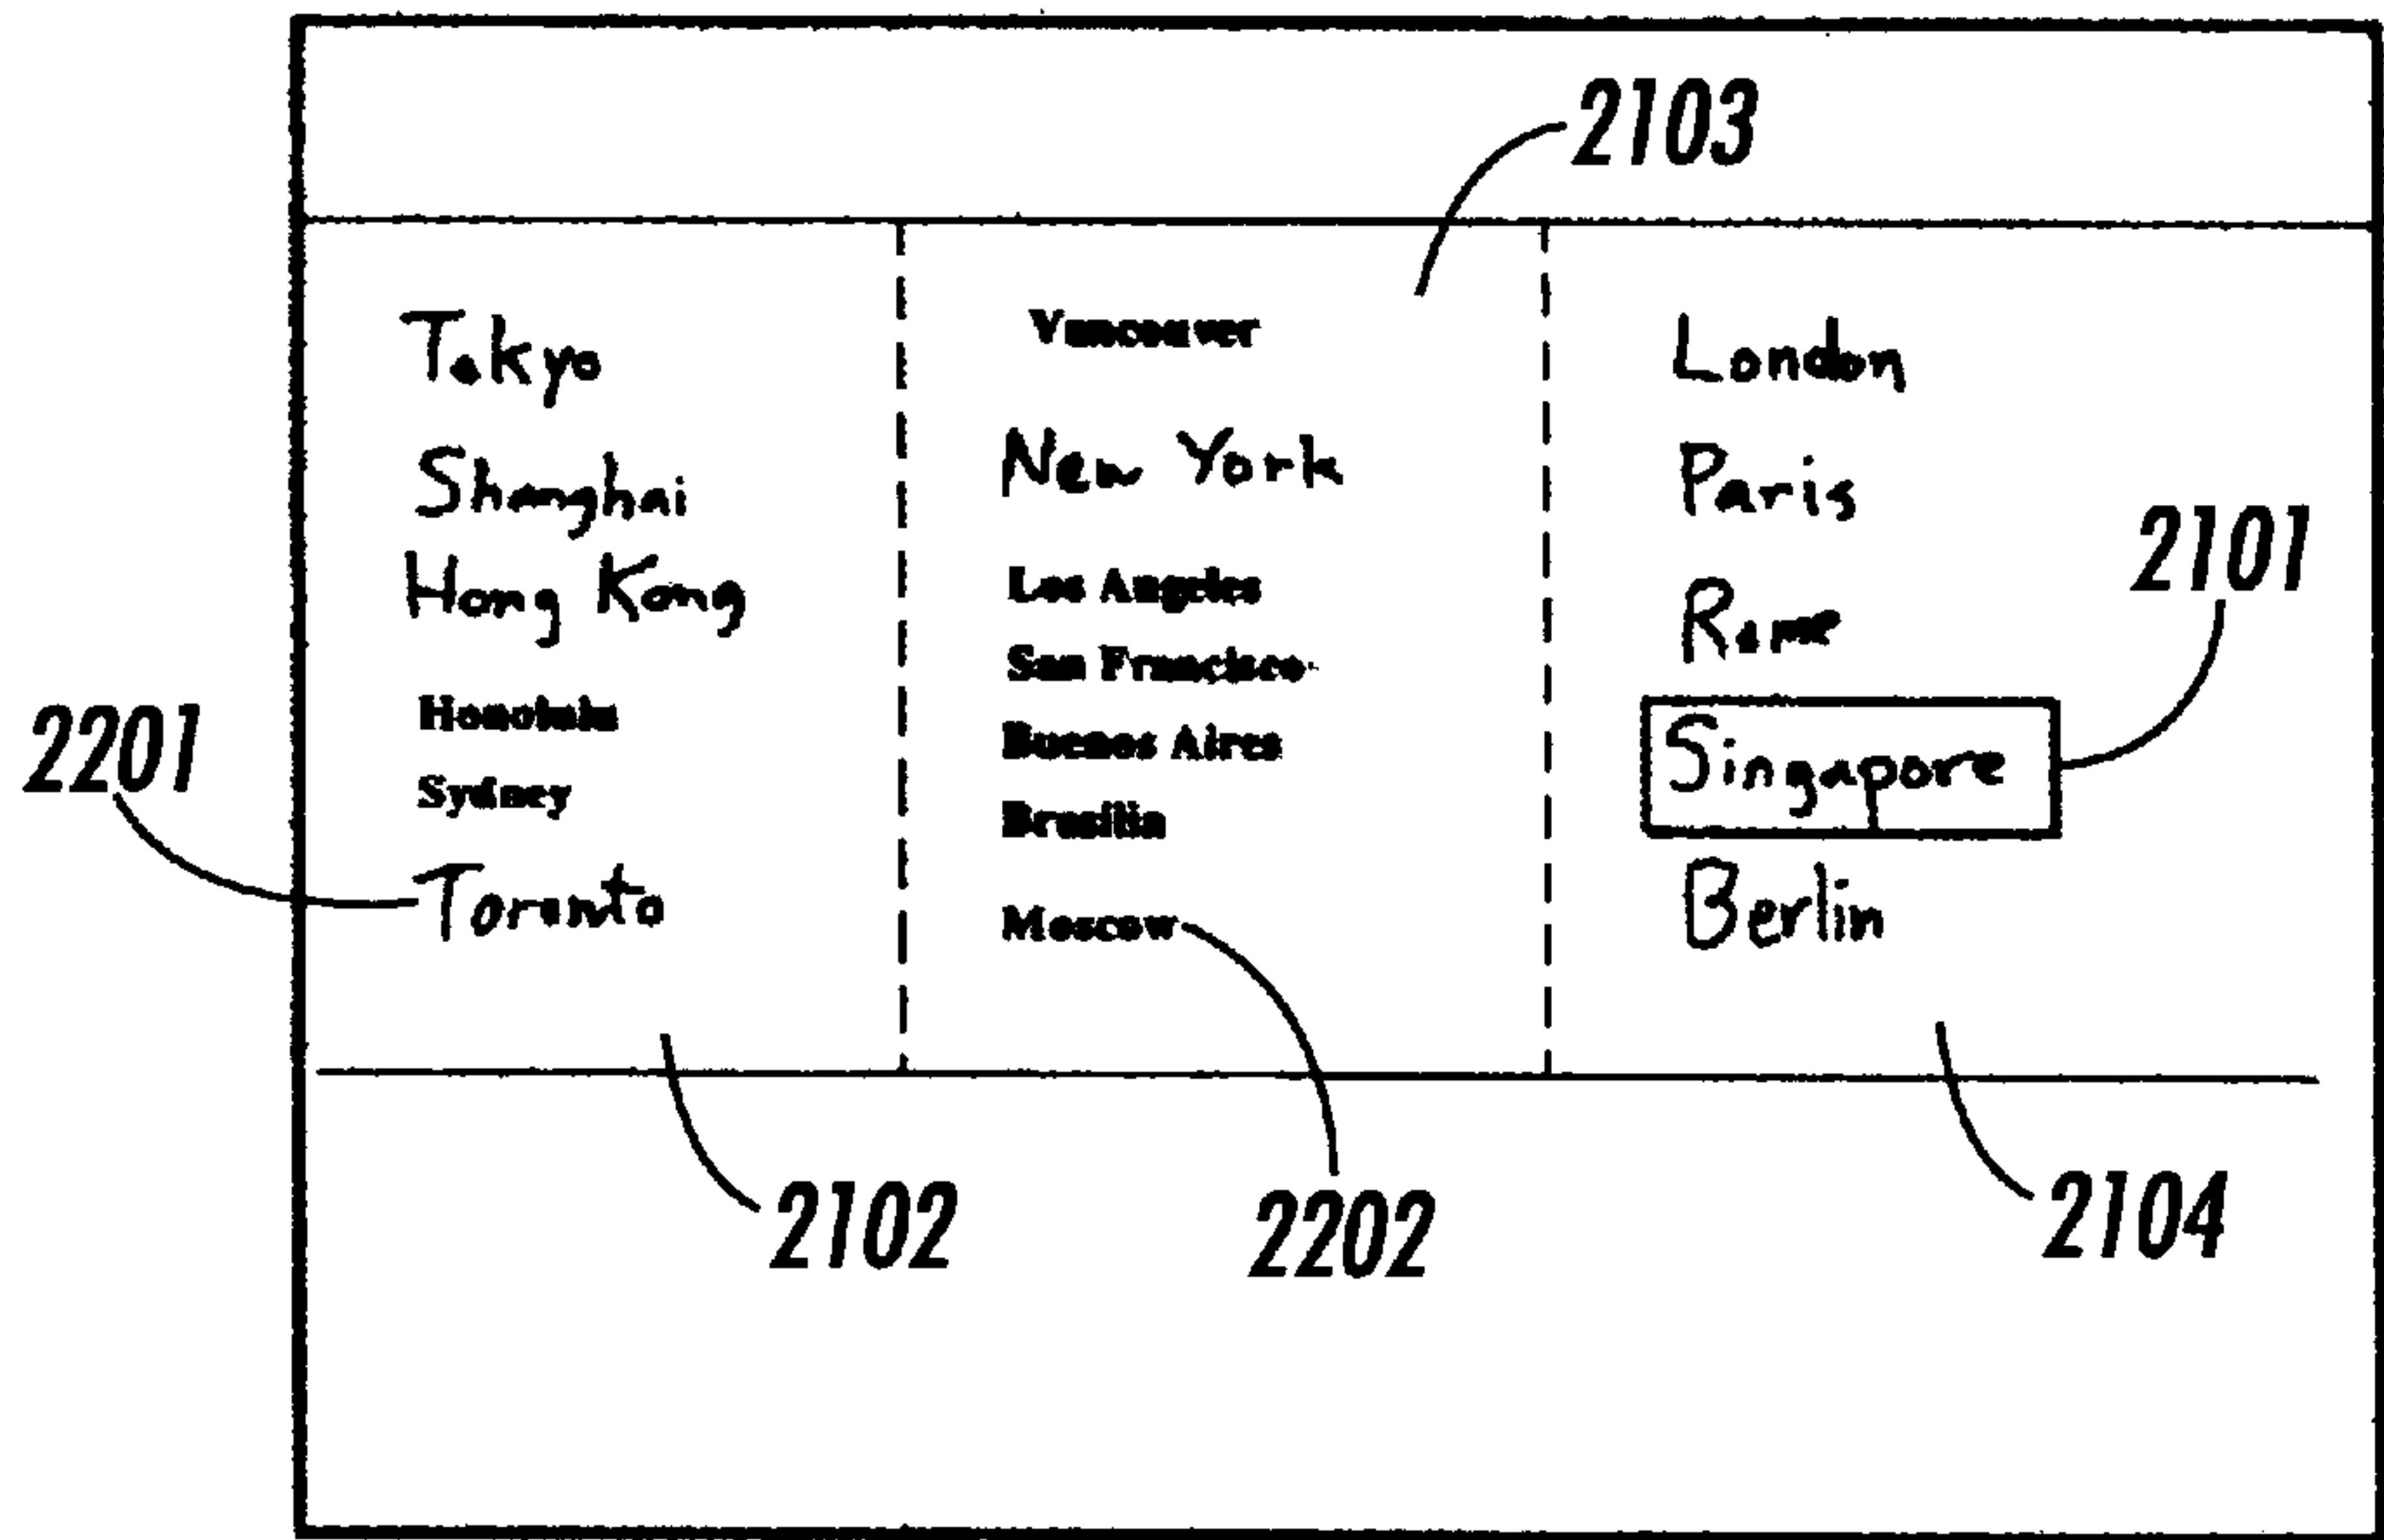 2103
Tokyo
Shanghai
Hong Kong
Honolulu
Sydney
Toronto
Vancouver
New York
Los Angeles
San Francisco
Buenos Aires
Brasilia
Moscow
London
Paris
Rome
Singapore
Berlin
2101
2201
2102
2202
2104